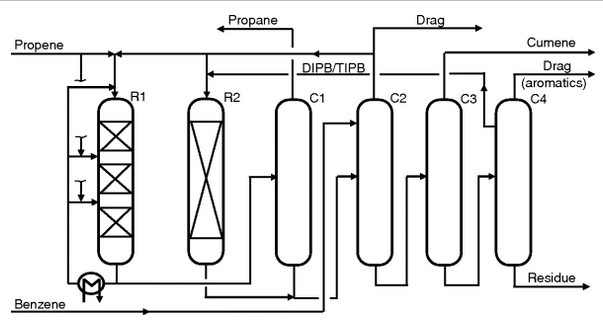 Propane
Drag
Propene
Cumene
DIPB/TIPB
Drag
(aromatics)
R1
R2
C1
C2
C3
C4
Residue
Benzene